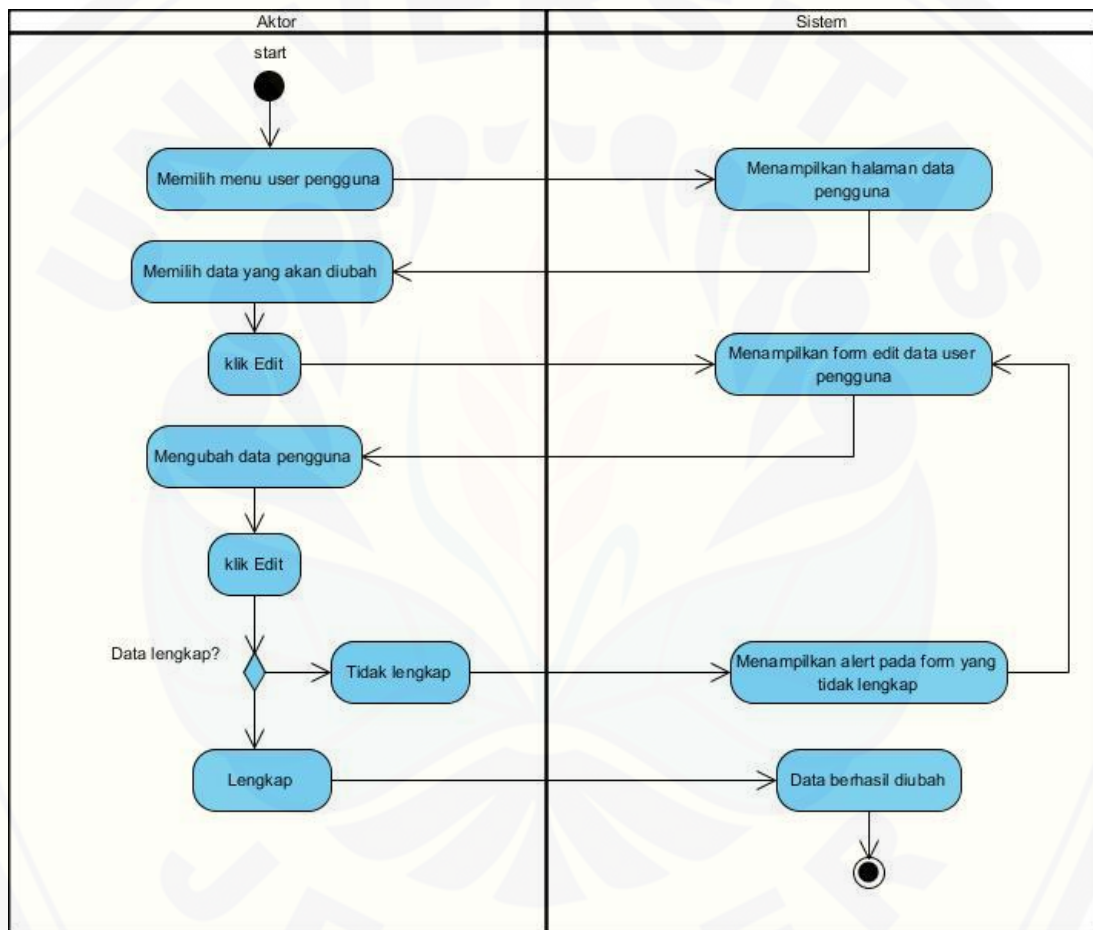 Aktor
Sistem
start
Memilih menu user pengguna
Menampilkan halaman data
pengguna
Memilih data yang akan diubah
klik Edit
Menampilkan form edit data user
pengguna
Mengubah data pengguna
klik Edit
Data lengkap?
Tidak lengkap
Menampilkan alert pada form yang
tidak lengkap
Lengkap
Data berhasil diubah
UNIVERSITAS